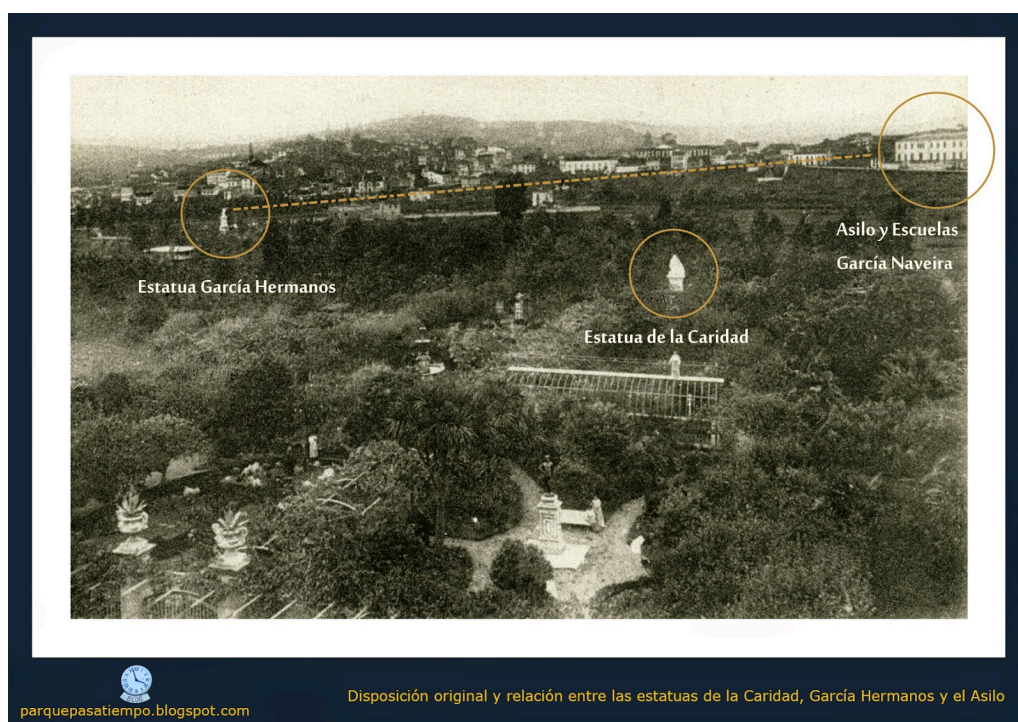 Asilo y Escuelas
García Naveira
Estatua García Hermanos
Estatua de la Caridad
Disposición original y relación entre las estatuas de la Caridad, García Hermanos y el Asilo
parquepasatiempo.blogspot.com